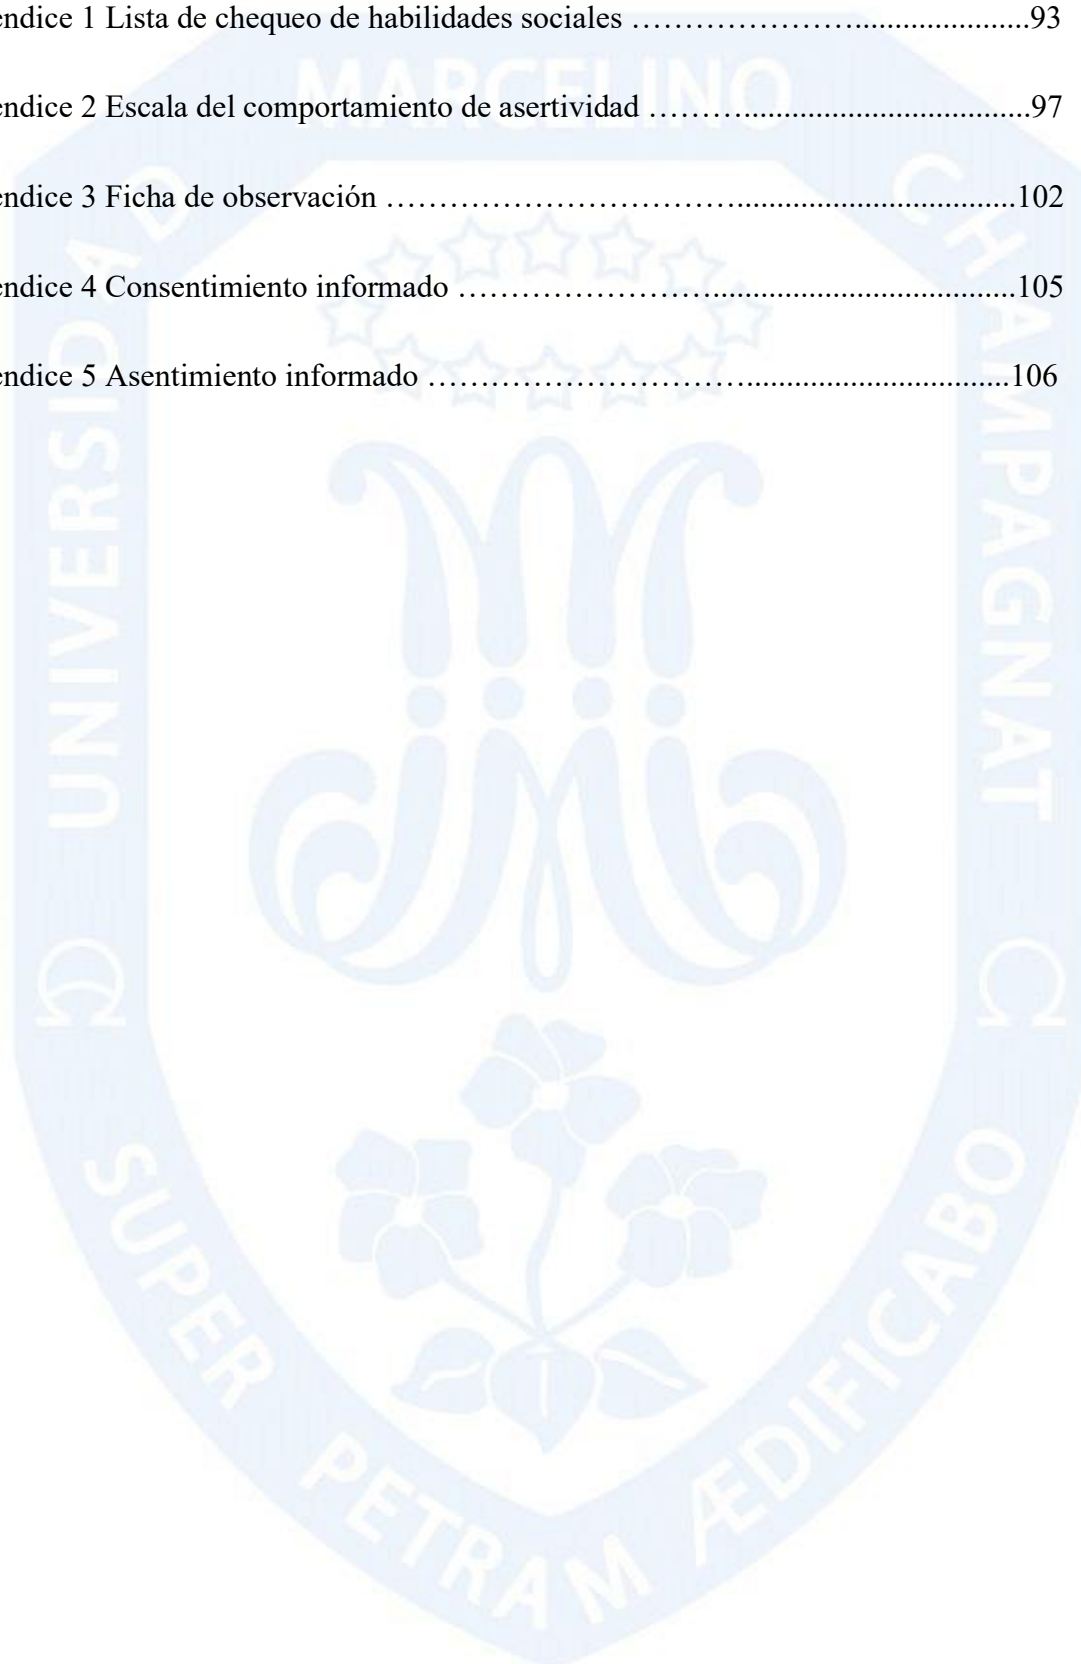 endice 1 Lista de chequeo de habilidades sociales …………………....................93
endice 2 Escala del comportamiento de asertividad ………....................................97
endice 3 Ficha de observación ……………………………...................................102
endice 4 Consentimiento informado ……………………......................................105
endice 5 Asentimiento informado ………………………….................................106
UNIVERSIDAD MARCELINO CHAMPAGNAT
SUPER PETRAM ÆDIFICABO